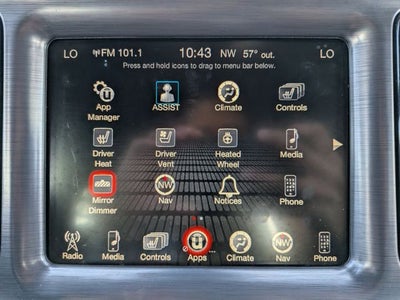 LO FM 101.1 10:43 NW 57° out. LO
Press and hold icons to drag to menu bar below.
App Manager ASSIST Climate Controls
Driver Heat Driver Vent Heated Wheel Media
Mirror Dimmer NW Nav Notices Phone
Radio Media Controls Apps Climate NW Nav Phone